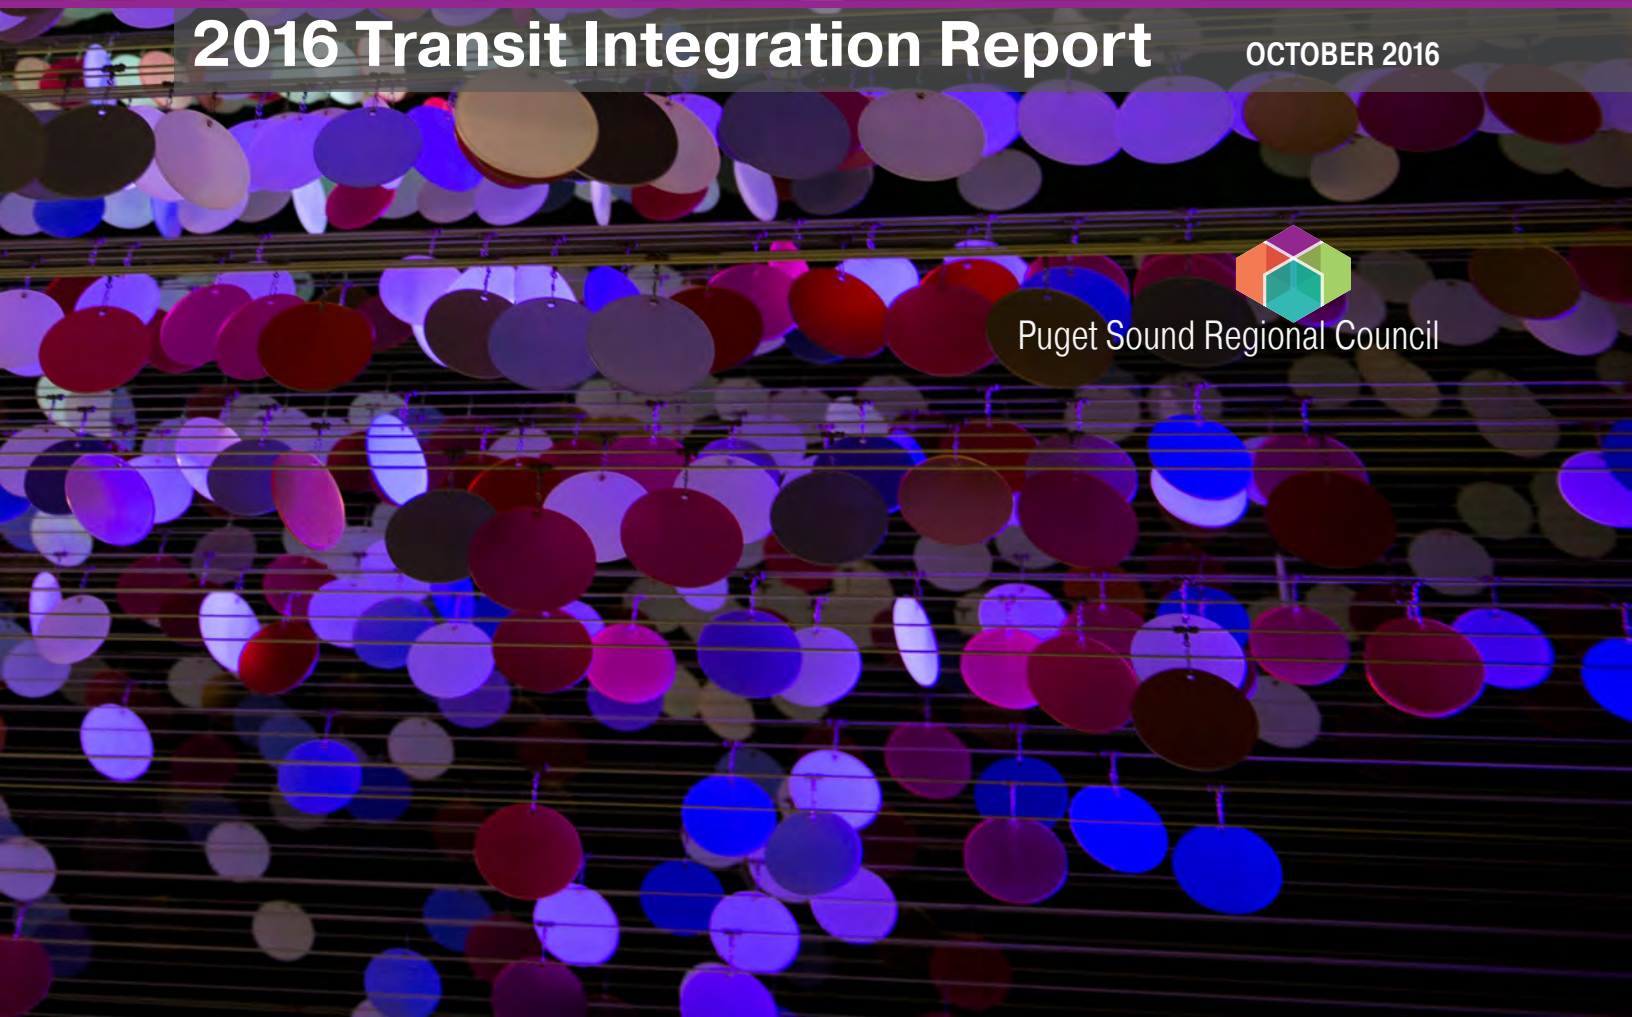 2016 Transit Integration Report
OCTOBER 2016
Puget Sound Regional Council